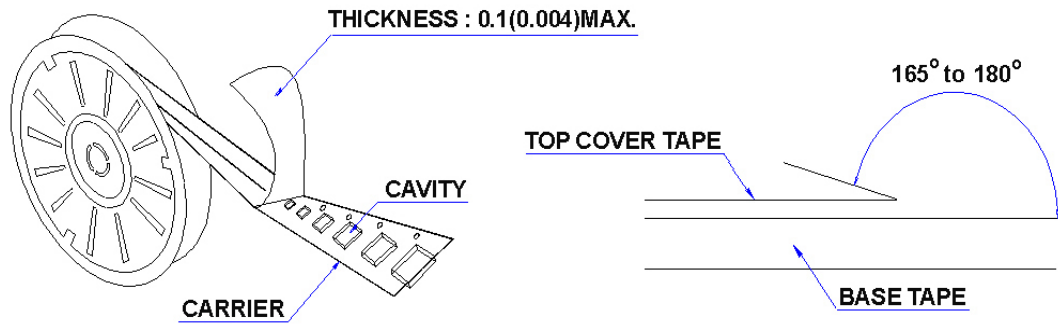 THICKNESS : 0.1(0.004)MAX.
CAVITY
CARRIER
165° to 180°
TOP COVER TAPE
BASE TAPE